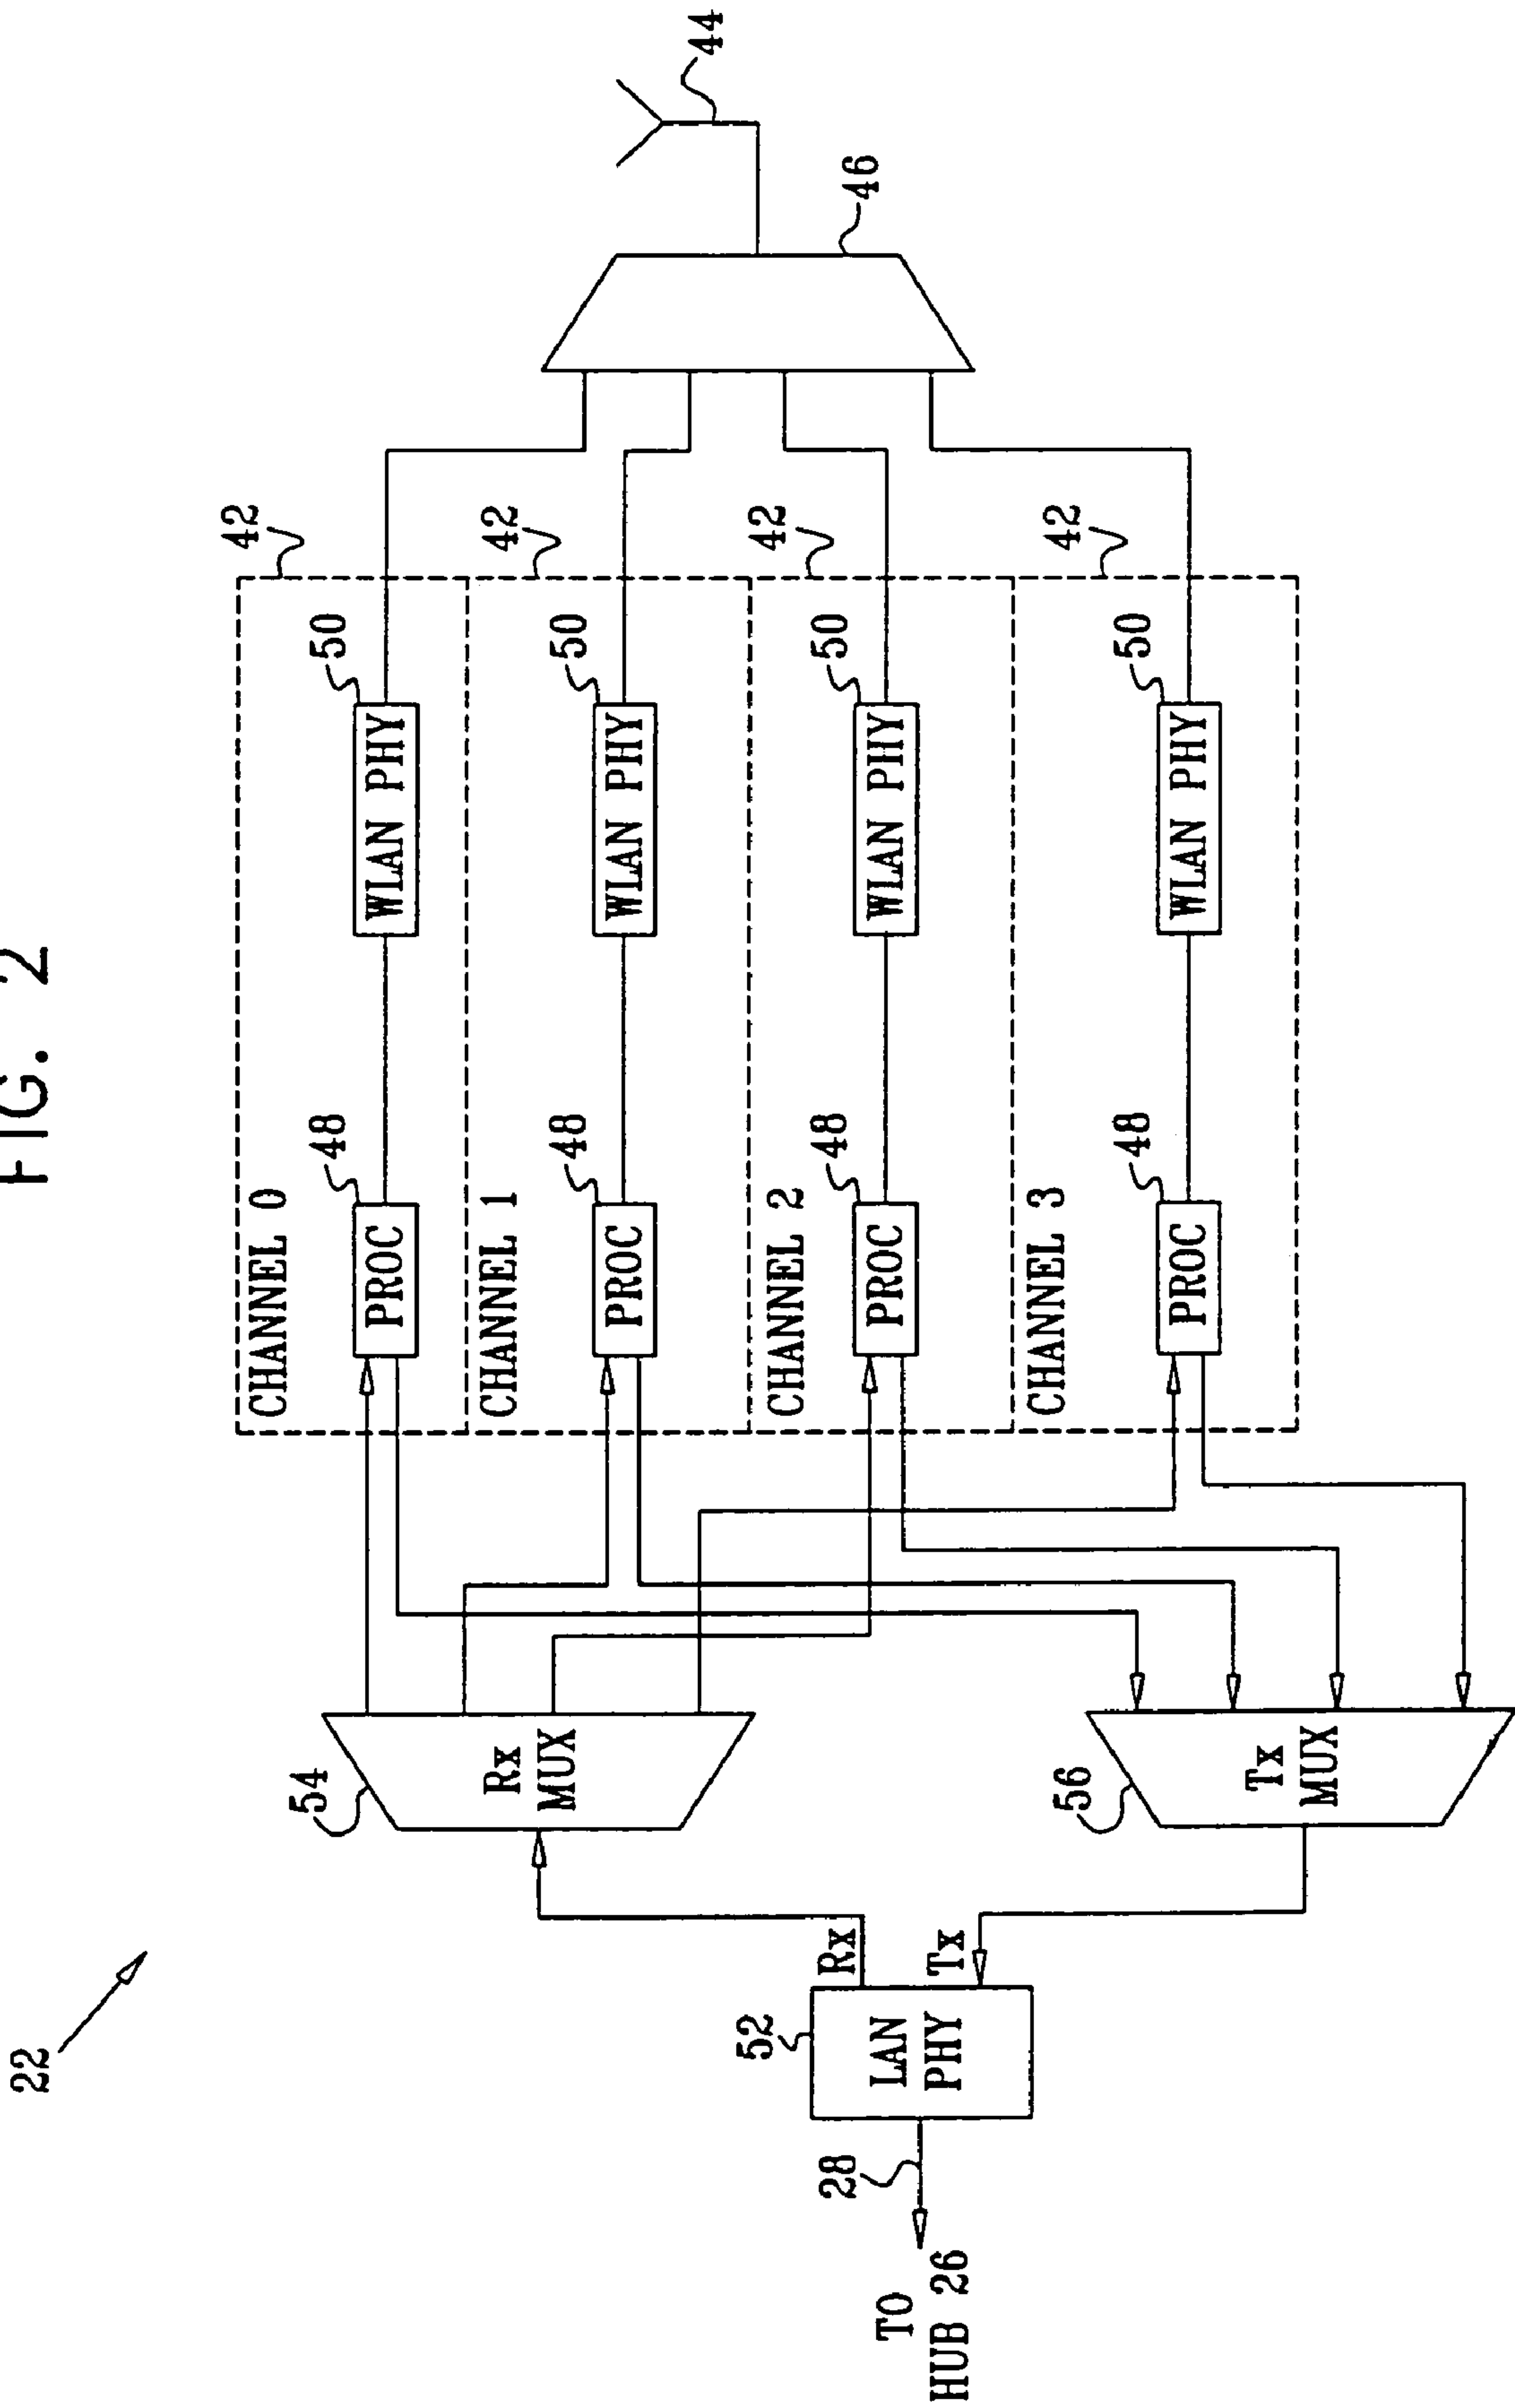 FIG. 2
22
CHANNEL 0
42
48
50
PROC
WLAN PHY
CHANNEL 1
42
48
50
PROC
WLAN PHY
CHANNEL 2
42
48
50
PROC
WLAN PHY
CHANNEL 3
42
48
50
PROC
WLAN PHY
44
46
54
Rx
MUX
56
Tx
MUX
52
LAN
PHY
Rx
Tx
28
TO
HUB 26